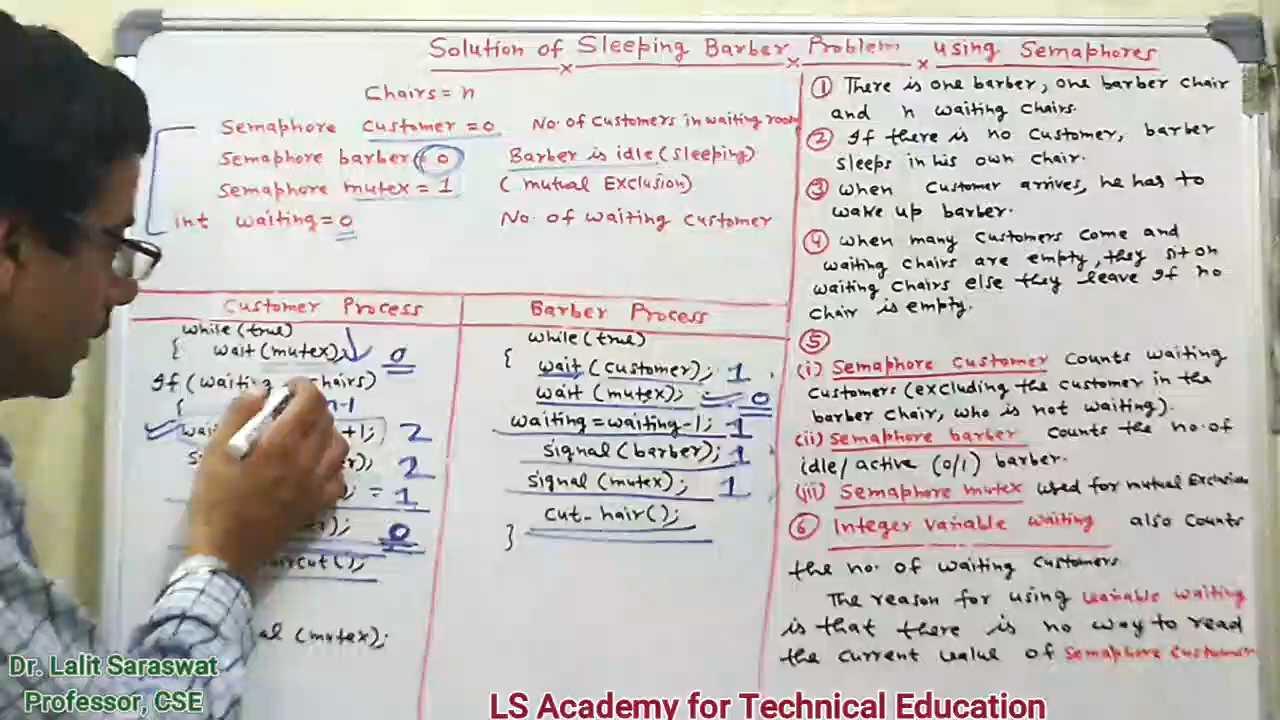 Solution of Sleeping Barber Problem using Semaphores
Chairs = n
Semaphore customer = 0 No. of Customers in waiting room
Semaphore barber = 0 Barber is idle (sleeping)
Semaphore mutex = 1 (mutual Exclusion)
int waiting = 0 No. of waiting customer
Customer Process
while(true)
{ wait (mutex); 0
If (waiting chairs)
{ n-1
+1; 2
2
= 1
0
cut();
(mutex);
Barber Process
while(true)
{ wait (customer); 1
wait (mutex); 0
waiting=waiting-1; 1
signal (barber); 1
signal (mutex); 1
cut-hair();
}
① There is one barber, one barber chair
and n waiting chairs.
② If there is no customer, barber
sleeps in his own chair.
③ when customer arrives, he has to
wake up barber.
④ when many customers come and
waiting chairs are empty, they sit on
waiting chairs else they leave if no
chair is empty.
⑤
(i) Semaphore customer counts waiting
customers (excluding the customer in the
barber chair, who is not waiting).
(ii) Semaphore barber counts the no. of
idle/active (0/1) barber.
(iii) Semaphore mutex used for mutual Exclusion
⑥ Integer variable waiting also counts
the no. of waiting customers.
The reason for using variable waiting
is that there is no way to read
the current value of Semaphore customer
Dr. Lalit Saraswat
Professor, CSE
LS Academy for Technical Education